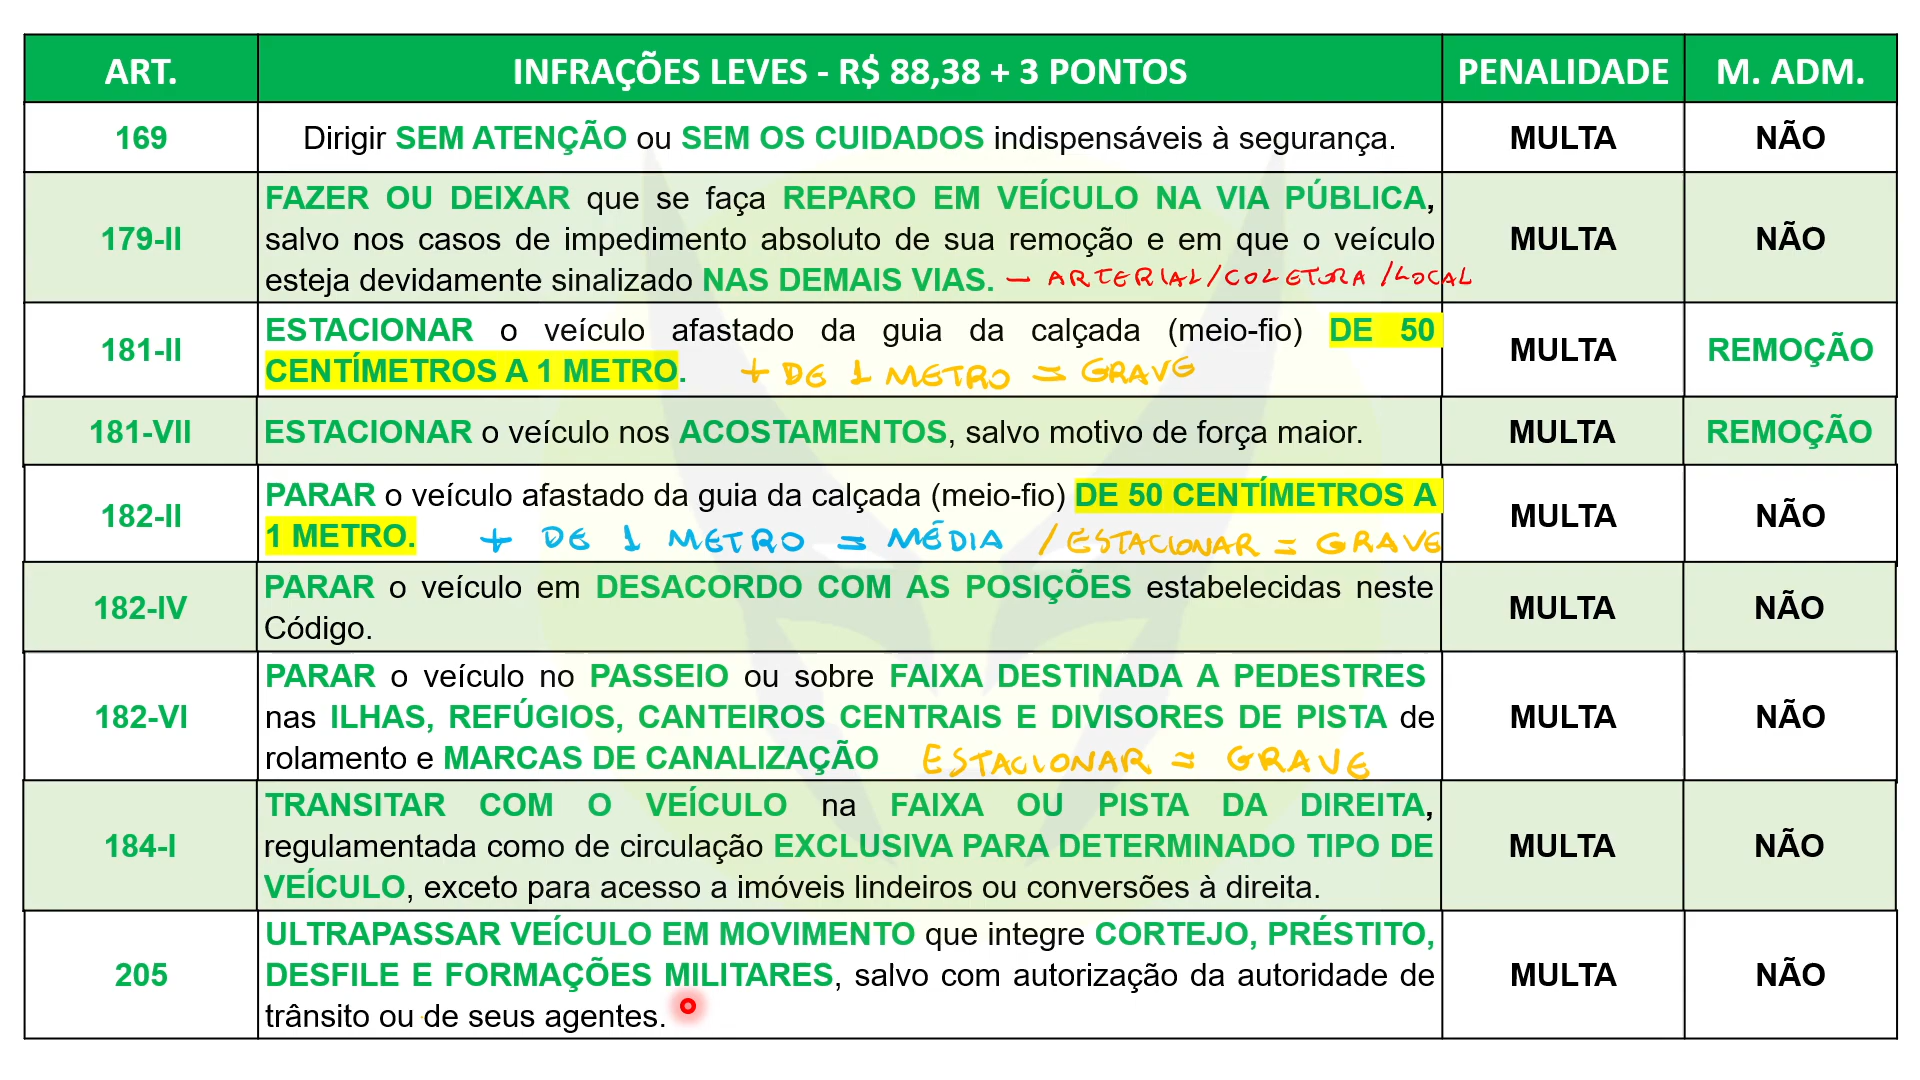 ART. INFRAÇÕES LEVES - R$ 88,38 + 3 PONTOS PENALIDADE M. ADM.
169 Dirigir SEM ATENÇÃO ou SEM OS CUIDADOS indispensáveis à segurança. MULTA NÃO
FAZER OU DEIXAR que se faça REPARO EM VEÍCULO NA VIA PÚBLICA,
179-II salvo nos casos de impedimento absoluto de sua remoção e em que o veículo MULTA NÃO
esteja devidamente sinalizado NAS DEMAIS VIAS. – ARTERIAL/COLETORA/LOCAL
ESTACIONAR o veículo afastado da guia da calçada (meio-fio) DE 50
181-II MULTA REMOÇÃO
CENTÍMETROS A 1 METRO. + DE 1 METRO = GRAVE
181-VII ESTACIONAR o veículo nos ACOSTAMENTOS, salvo motivo de força maior. MULTA REMOÇÃO
PARAR o veículo afastado da guia da calçada (meio-fio) DE 50 CENTÍMETROS A
182-II MULTA NÃO
1 METRO. + DE 1 METRO = MÉDIA / ESTACIONAR = GRAVE
PARAR o veículo em DESACORDO COM AS POSIÇÕES estabelecidas neste
182-IV MULTA NÃO
Código.
PARAR o veículo no PASSEIO ou sobre FAIXA DESTINADA A PEDESTRES
182-VI nas ILHAS, REFÚGIOS, CANTEIROS CENTRAIS E DIVISORES DE PISTA de MULTA NÃO
rolamento e MARCAS DE CANALIZAÇÃO ESTACIONAR = GRAVE
TRANSITAR COM O VEÍCULO na FAIXA OU PISTA DA DIREITA,
184-I regulamentada como de circulação EXCLUSIVA PARA DETERMINADO TIPO DE MULTA NÃO
VEÍCULO, exceto para acesso a imóveis lindeiros ou conversões à direita.
ULTRAPASSAR VEÍCULO EM MOVIMENTO que integre CORTEJO, PRÉSTITO,
205 DESFILE E FORMAÇÕES MILITARES, salvo com autorização da autoridade de MULTA NÃO
trânsito ou de seus agentes.